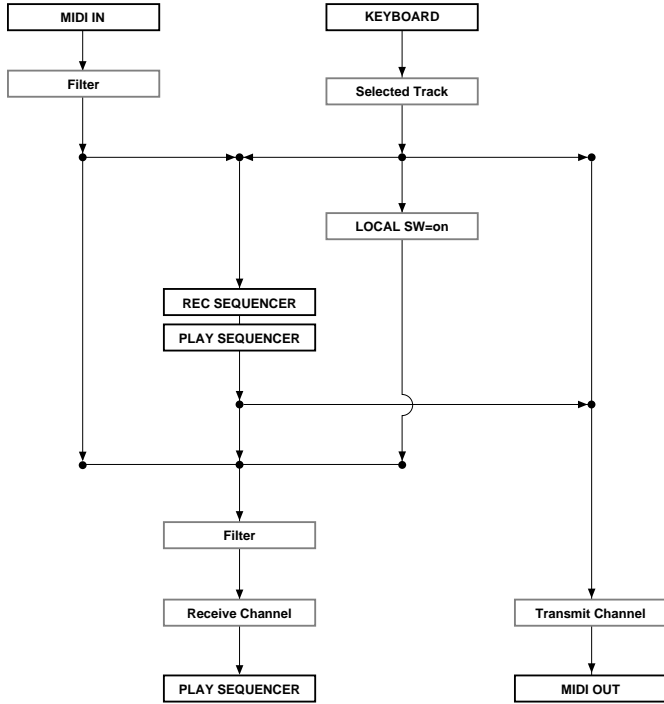 MIDI IN
KEYBOARD
Filter
Selected Track
LOCAL SW=on
REC SEQUENCER
PLAY SEQUENCER
Filter
Receive Channel
Transmit Channel
PLAY SEQUENCER
MIDI OUT